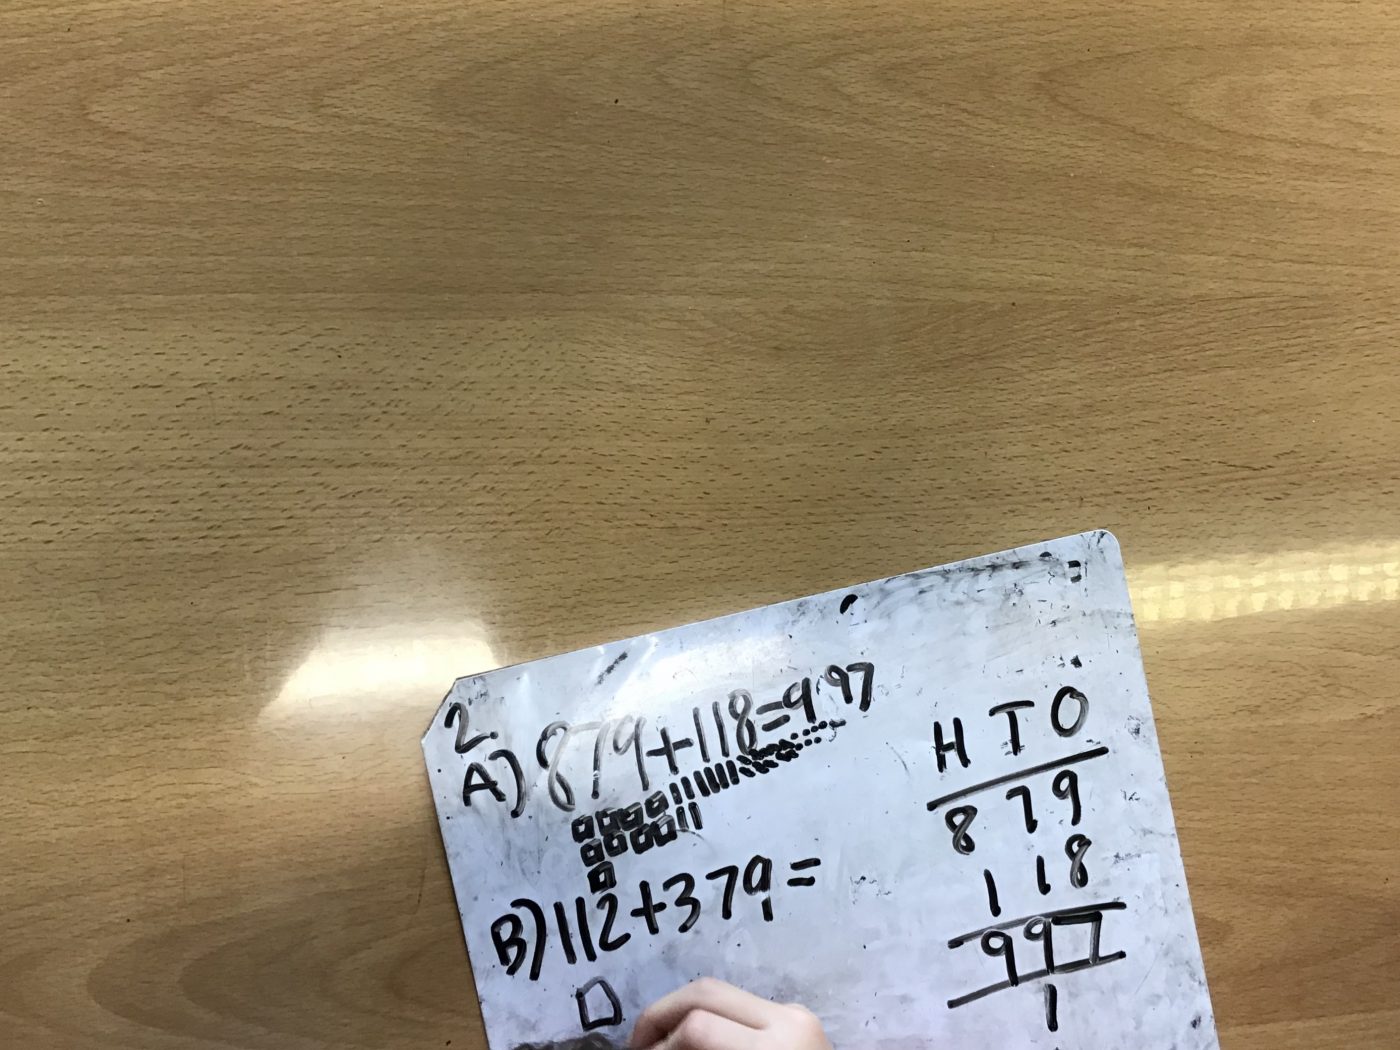 2.
A) 879+118=997
B) 112+379=
H T O
8 7 9
1 1 8
9 9 7
1